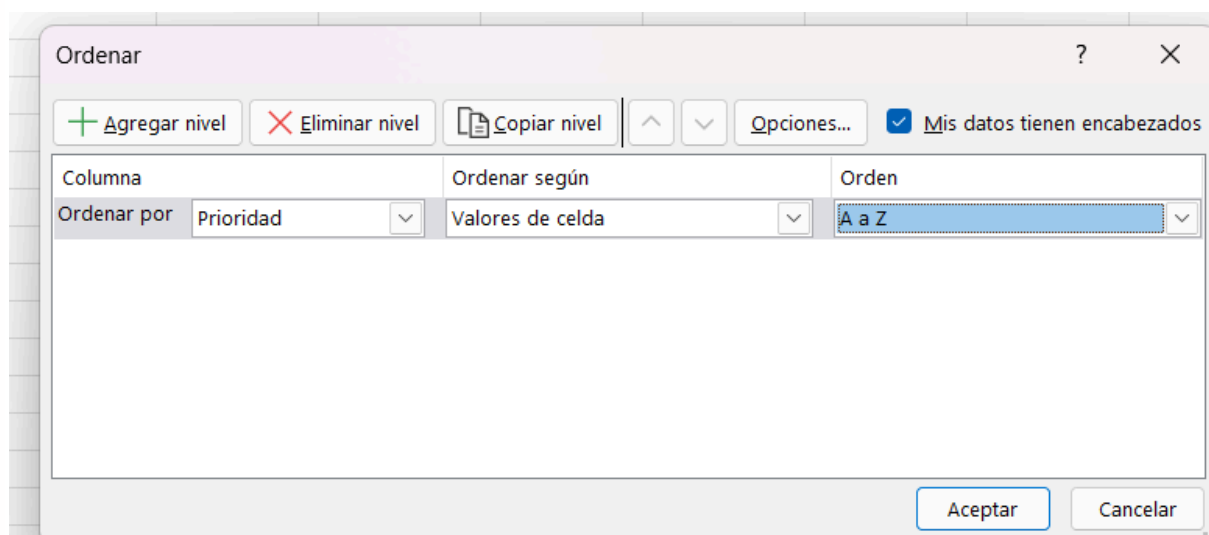 Ordenar ?
Agregar nivel Eliminar nivel Copiar nivel Opciones... Mis datos tienen encabezados
Columna Ordenar según Orden
Ordenar por Prioridad Valores de celda A a Z
Aceptar Cancelar